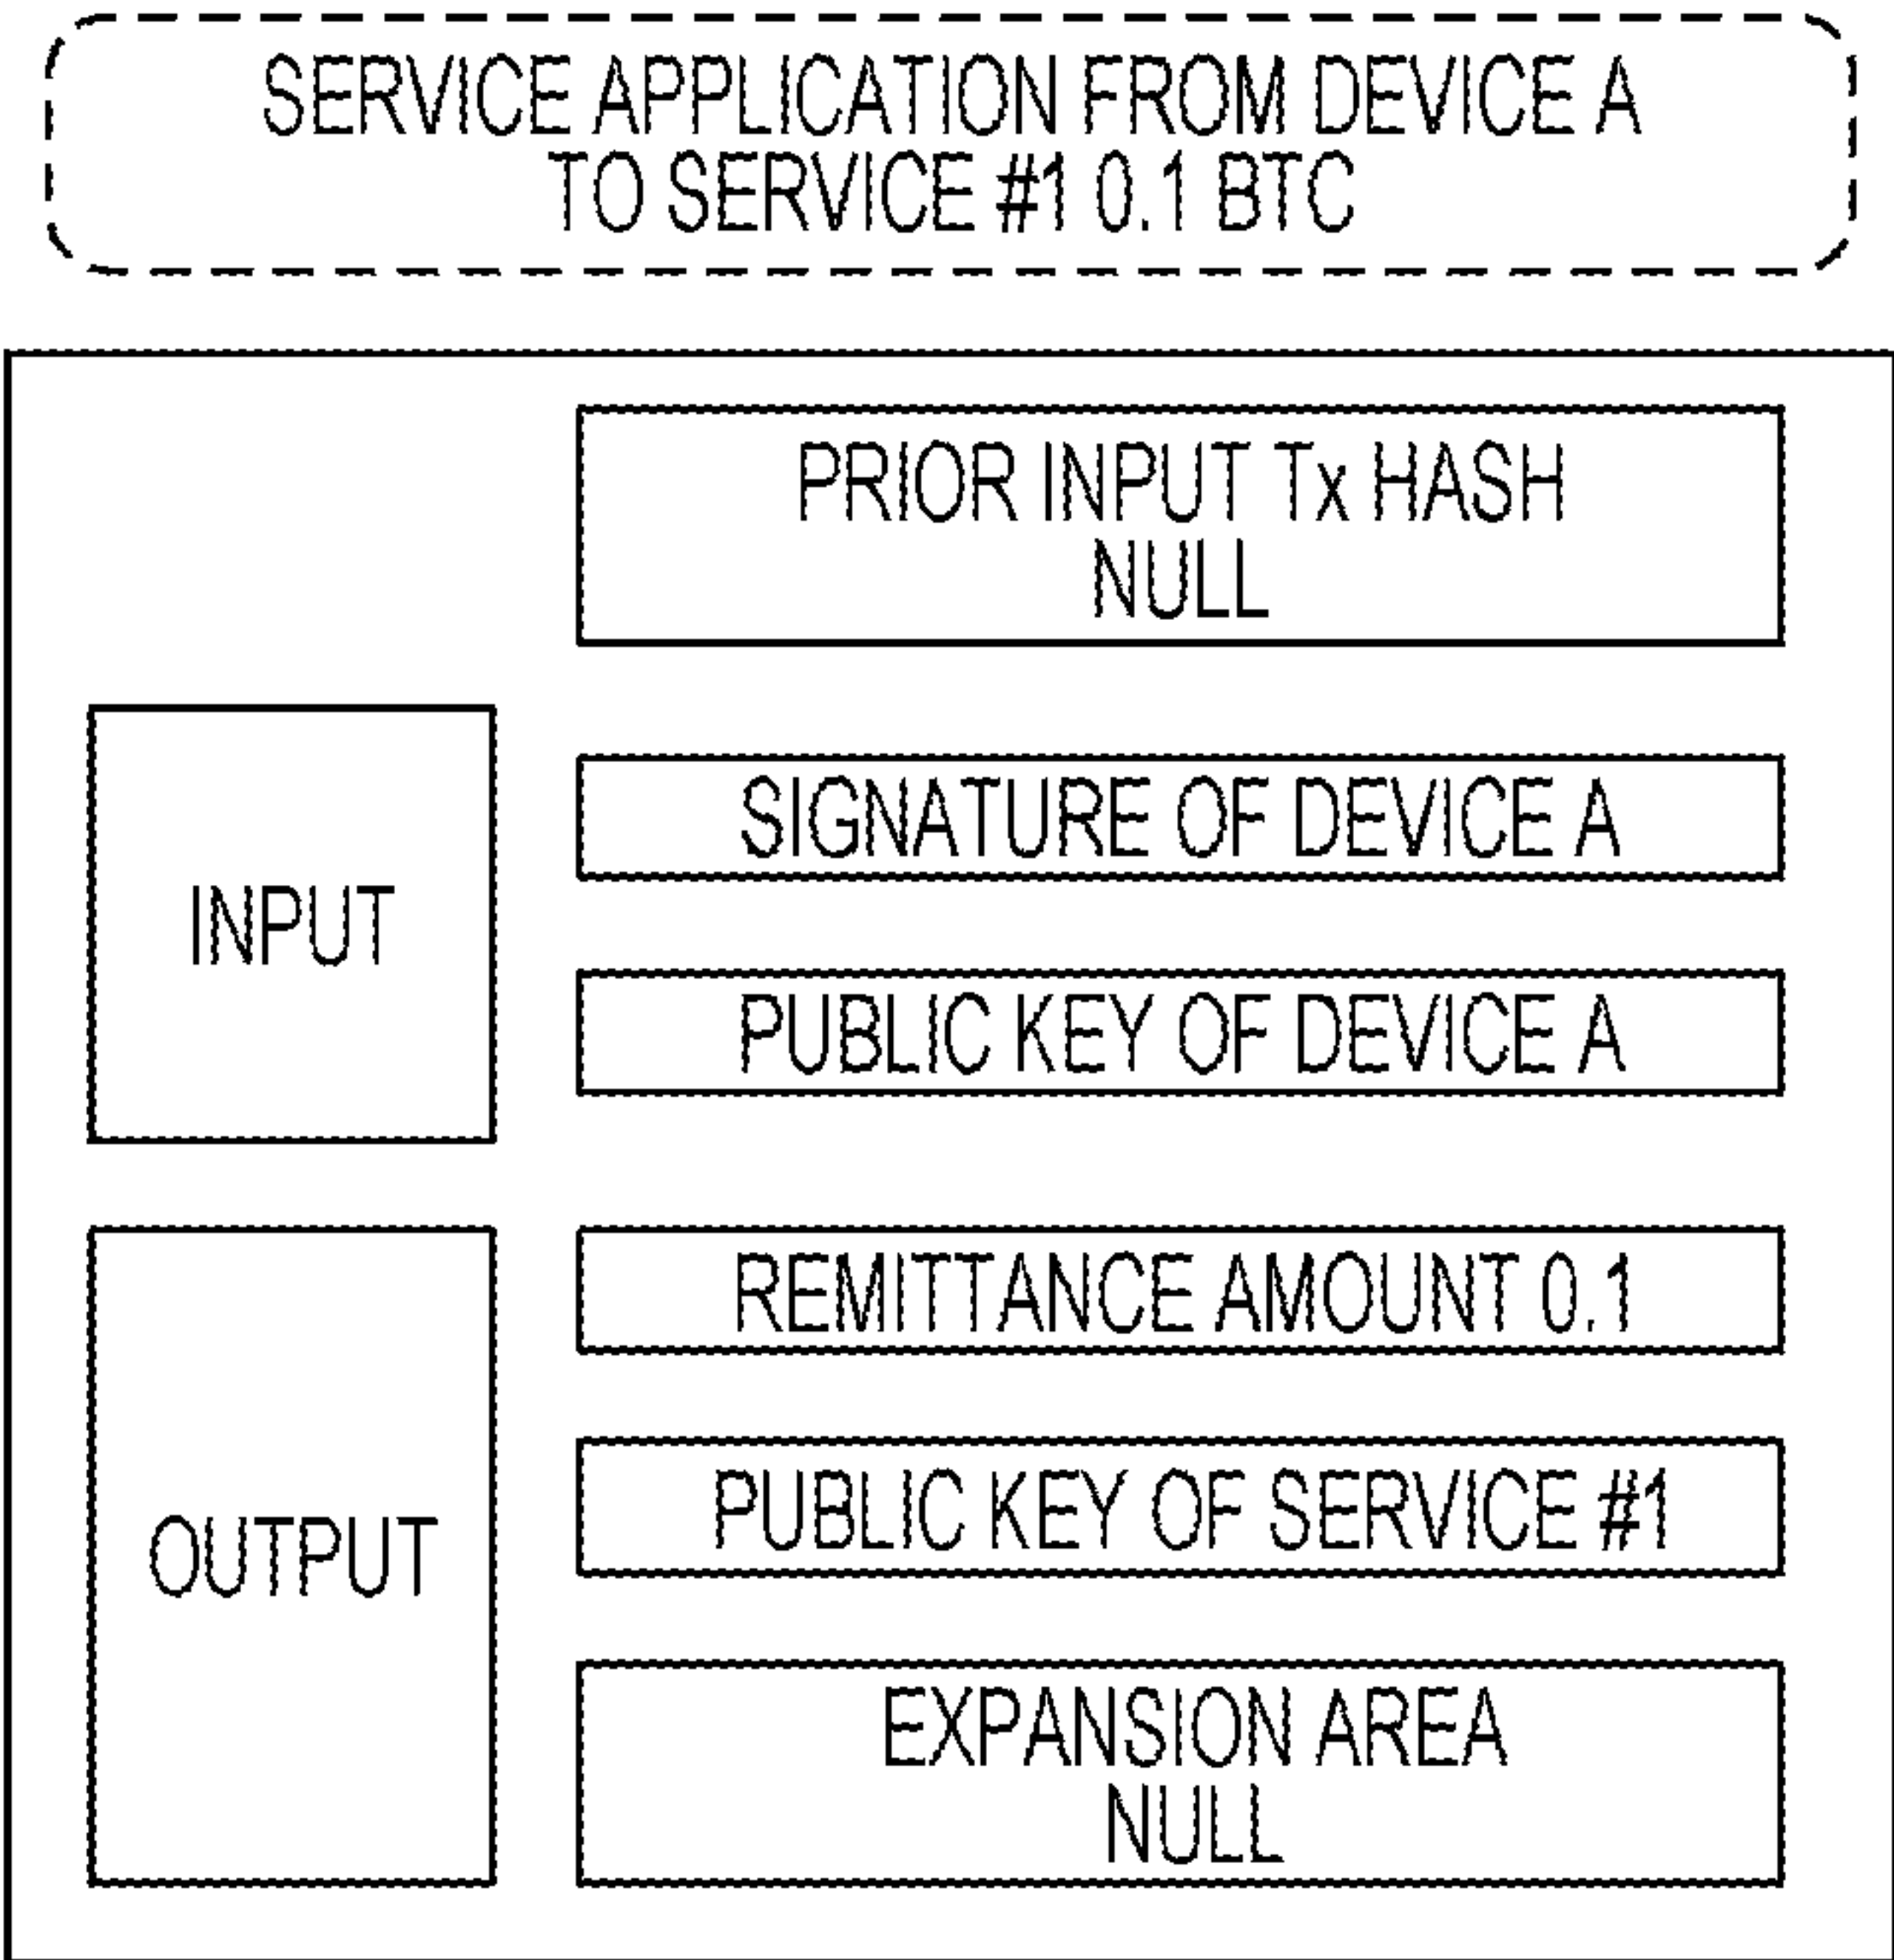 SERVICE APPLICATION FROM DEVICE A
TO SERVICE #1 0.1 BTC
PRIOR INPUT Tx HASH
NULL
INPUT
SIGNATURE OF DEVICE A
PUBLIC KEY OF DEVICE A
OUTPUT
REMITTANCE AMOUNT 0.1
PUBLIC KEY OF SERVICE #1
EXPANSION AREA
NULL